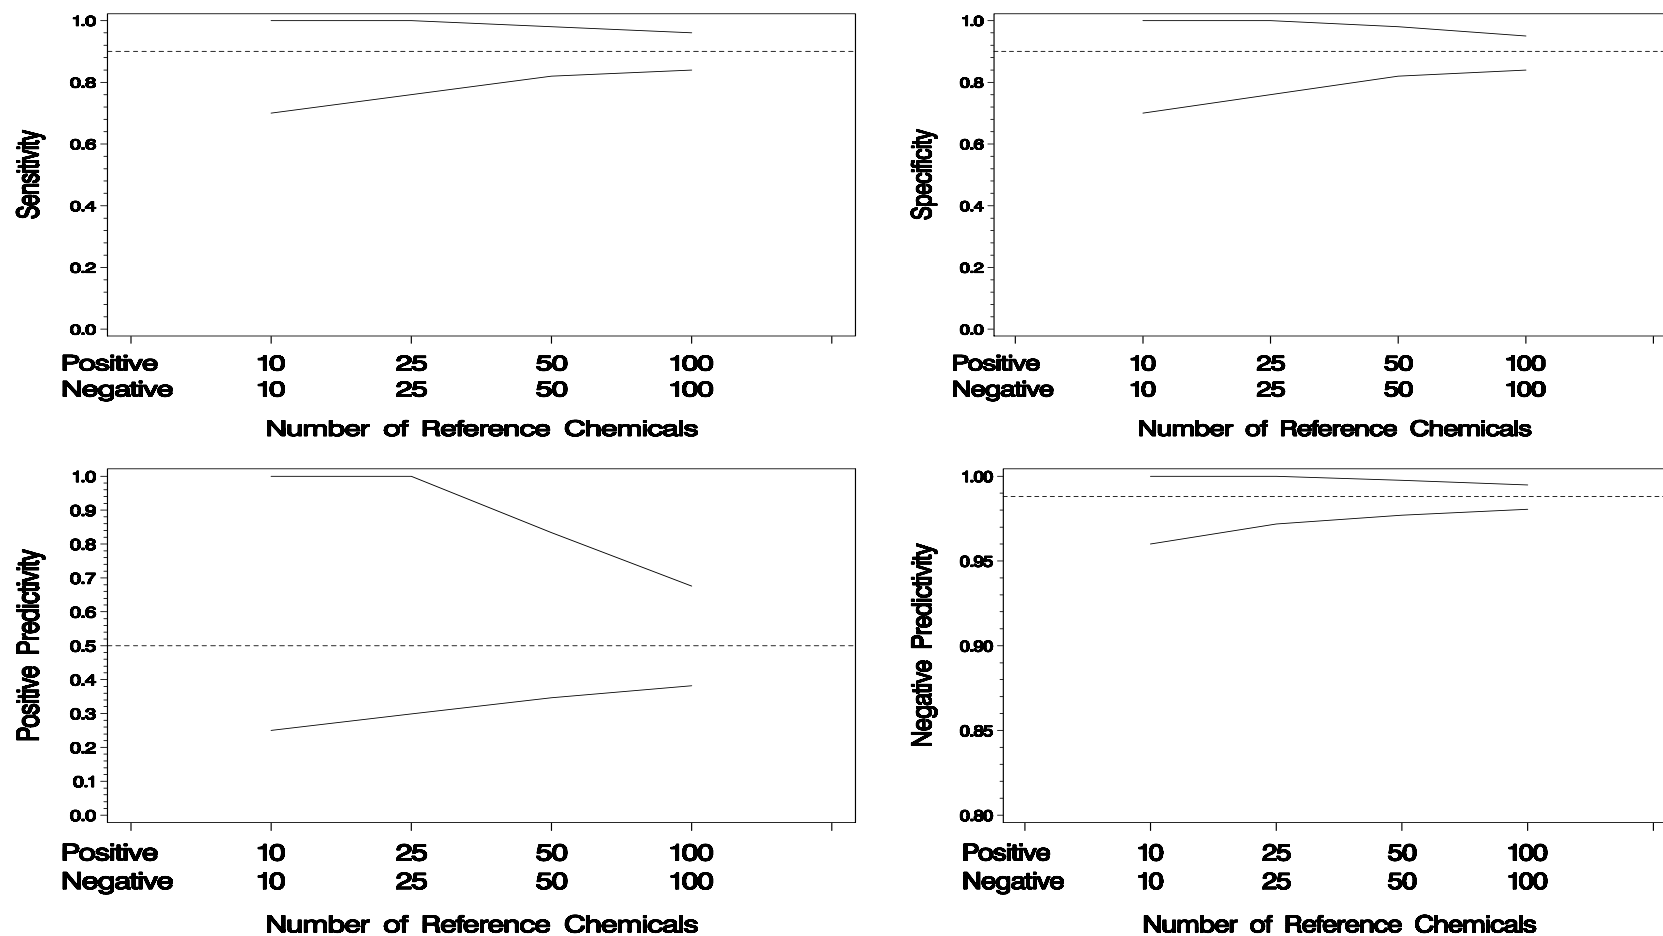 Sensitivity
1.0
0.8
0.6
0.4
0.2
0.0
Positive 10 25 50 100
Negative 10 25 50 100
Number of Reference Chemicals
Specificity
1.0
0.8
0.6
0.4
0.2
0.0
Positive 10 25 50 100
Negative 10 25 50 100
Number of Reference Chemicals
Positive Predictivity
1.0
0.9
0.8
0.7
0.6
0.5
0.4
0.3
0.2
0.1
0.0
Positive 10 25 50 100
Negative 10 25 50 100
Number of Reference Chemicals
Negative Predictivity
1.00
0.95
0.90
0.85
0.80
Positive 10 25 50 100
Negative 10 25 50 100
Number of Reference Chemicals